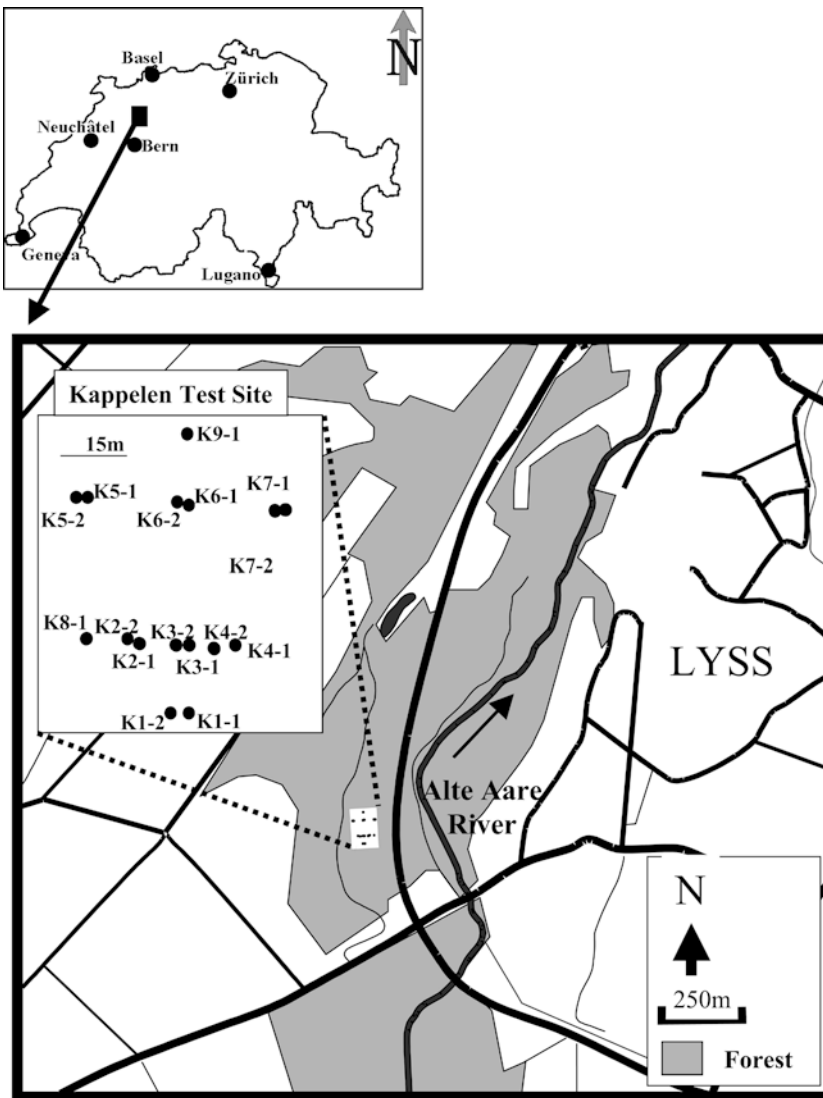 N
Basel
Zürich
Neuchâtel
Bern
Geneva
Lugano
Kappelen Test Site
15m
K9-1
K5-1
K6-1
K7-1
K5-2
K6-2
K7-2
K8-1
K2-2
K3-2
K4-2
K2-1
K3-1
K4-1
K1-2
K1-1
LYSS
Alte Aare
River
N
250m
Forest